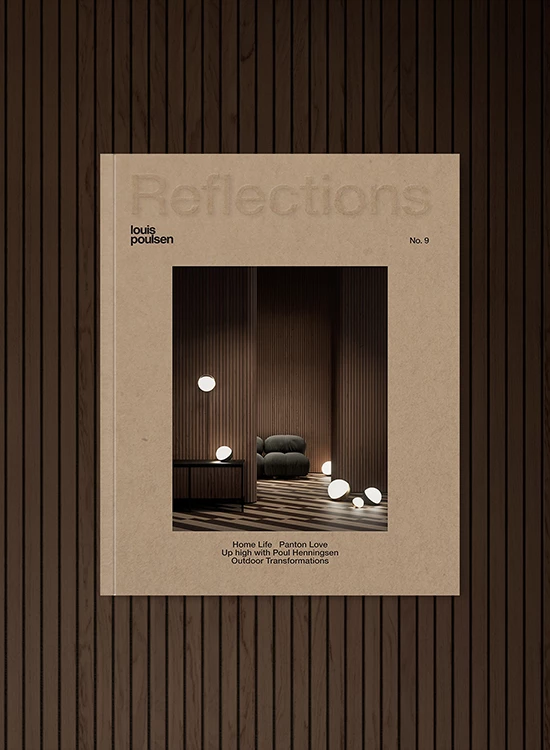 Reflections
louis
poulsen
No. 9
Home Life Panton Love
Up high with Poul Henningsen
Outdoor Transformations